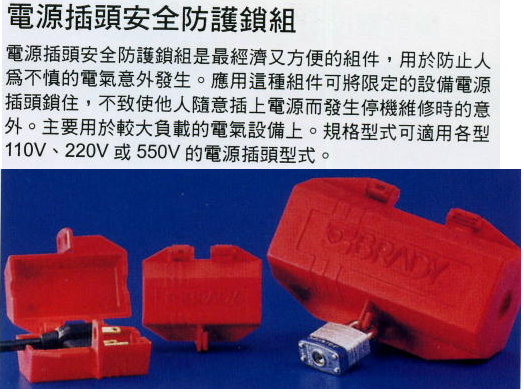 電源插頭安全防護鎖組
電源插頭安全防護鎖組是最經濟又方便的組件，用於防止人
為不慎的電氣意外發生。應用這種組件可將限定的設備電源
插頭鎖住，不致使他人隨意插上電源而發生停機維修時的意
外。主要用於較大負載的電氣設備上。規格型式可適用各型
110V、220V 或 550V 的電源插頭型式。
BRADY
BRADY